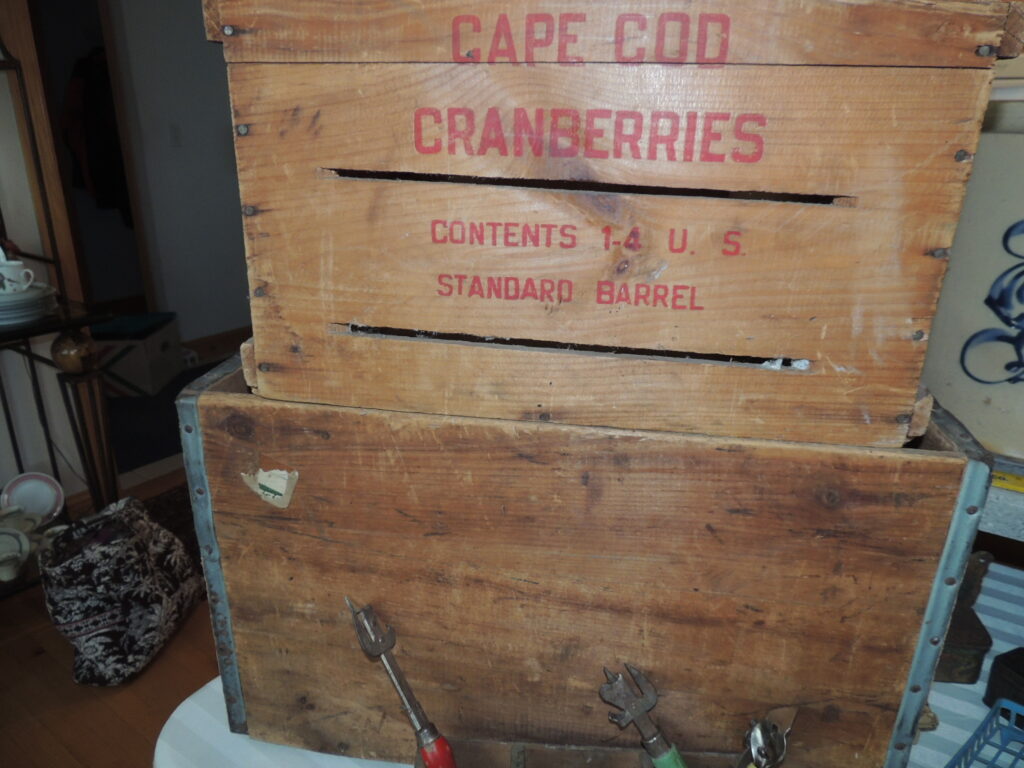 CAPE COD
CRANBERRIES
CONTENTS 1-4 U. S.
STANDARD BARREL